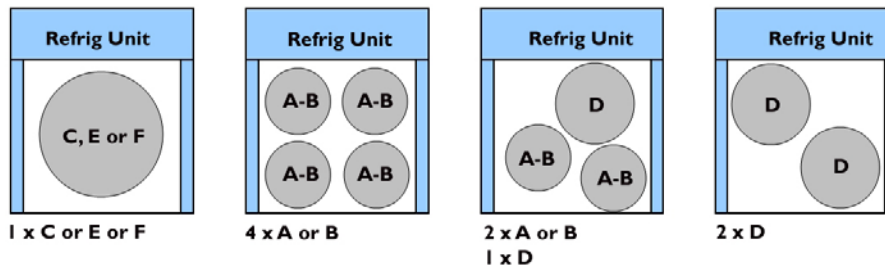 Refrig Unit
C, E or F
1 x C or E or F
Refrig Unit
A-B A-B
A-B A-B
4 x A or B
Refrig Unit
D
A-B
A-B
2 x A or B
1 x D
Refrig Unit
D
D
2 x D